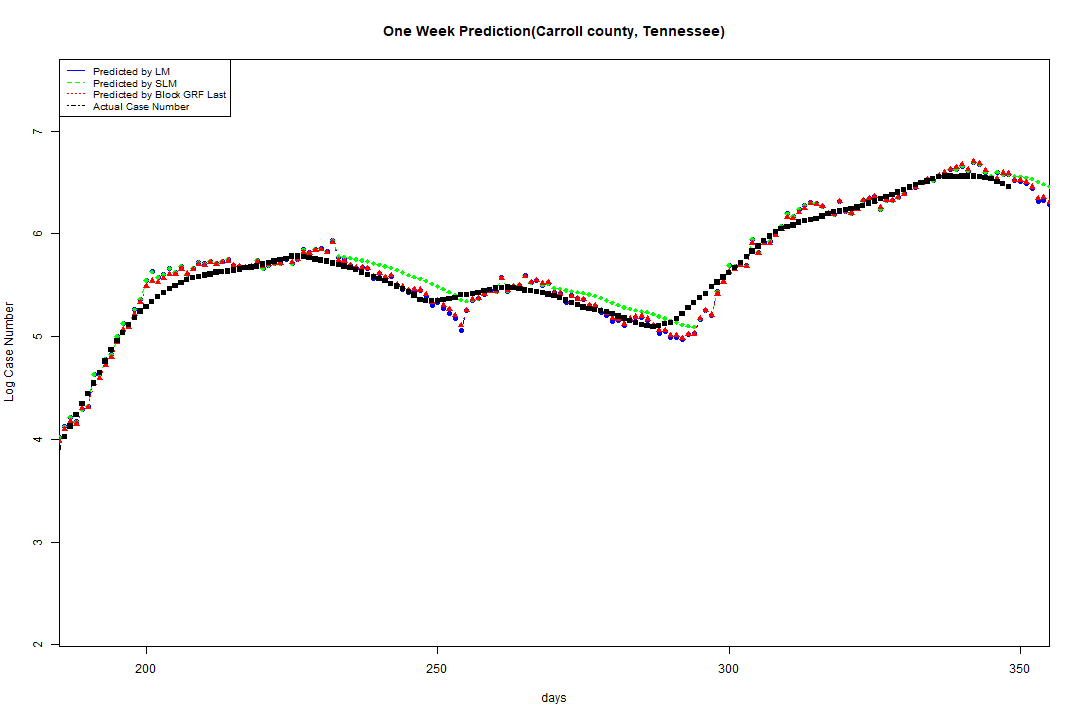 One Week Prediction(Carroll county, Tennessee)
Predicted by LM
Predicted by SLM
Predicted by Block GRF Last
Actual Case Number
7
6
5
4
3
2
Log Case Number
200
250
300
350
days